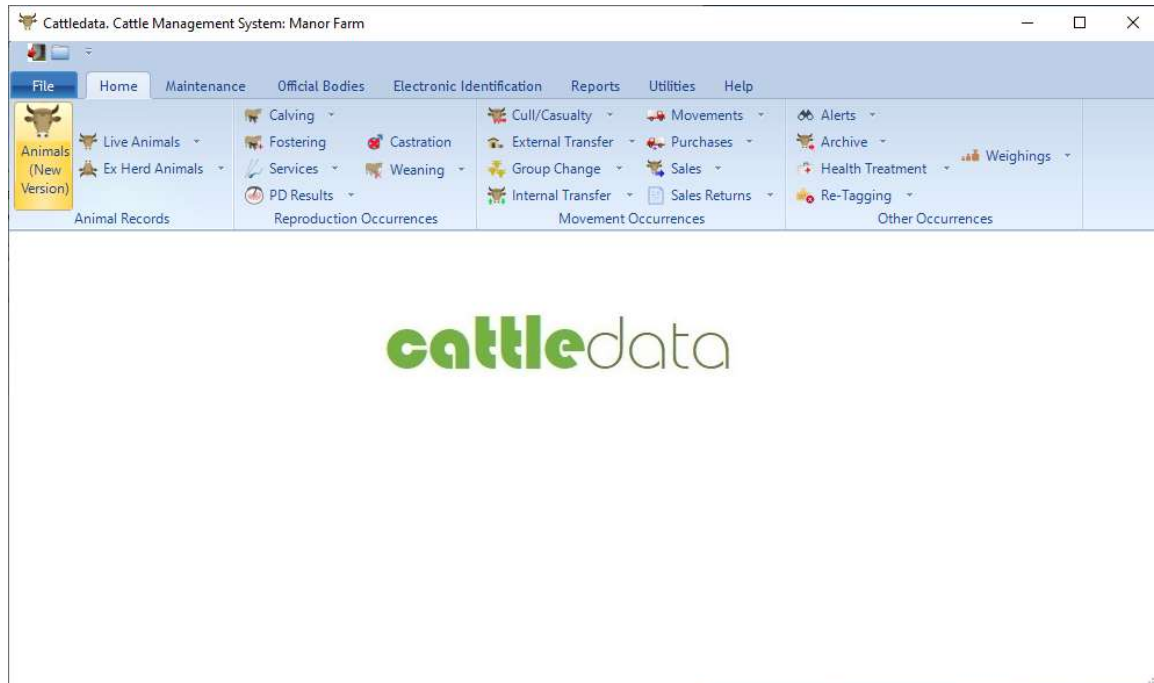 Cattledata. Cattle Management System: Manor Farm
File Home Maintenance Official Bodies Electronic Identification Reports Utilities Help
Animals
(New
Version)
Live Animals
Ex Herd Animals
Animal Records
Calving
Fostering
Services
PD Results
Castration
Weaning
Reproduction Occurrences
Cull/Casualty
External Transfer
Group Change
Internal Transfer
Movements
Purchases
Sales
Sales Returns
Movement Occurrences
Alerts
Archive
Health Treatment
Re-Tagging
Weighings
Other Occurrences
cattledata